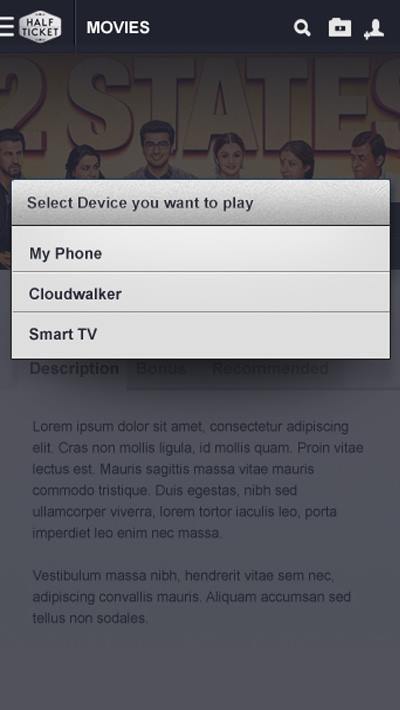 HALF
TICKET
MOVIES
2 STATES
Select Device you want to play
My Phone
Cloudwalker
Smart TV
Description Bonus Recommended
Lorem ipsum dolor sit amet, consectetur adipiscing
elit. Cras non mollis ligula, id mollis quam. Proin vitae
lectus est. Mauris sagittis massa vitae mauris
commodo tristique. Duis egestas, nibh sed
ullamcorper viverra, lorem tortor iaculis leo, porta
imperdiet leo enim nec massa.
Vestibulum massa nibh, hendrerit vitae sem nec,
adipiscing convallis mauris. Aliquam accumsan sed
tellus non sodales.